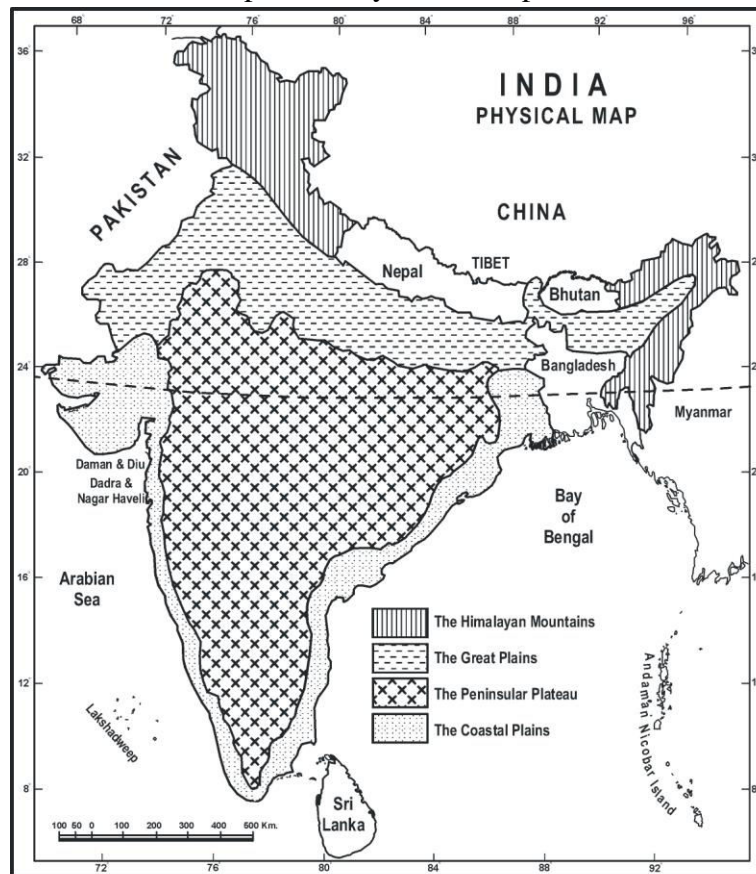 68° 72° 76° 80° 84° 88° 92° 96°
INDIA
PHYSICAL MAP
36°
32°
28°
24
20
16°
12°
8°
PAKISTAN
CHINA
TIBET
Nepal
Bhutan
Bangladesh
Myanmar
Daman & Diu
Dadra &
Nagar Haveli
Bay
of
Bengal
Arabian
Sea
The Himalayan Mountains
The Great Plains
The Peninsular Plateau
The Coastal Plains
Lakshadweep
Andaman Nicobar Island
Sri
Lanka
100 50 0 100 200 300 400 500 Km.
72° 76° 80° 84 88 92